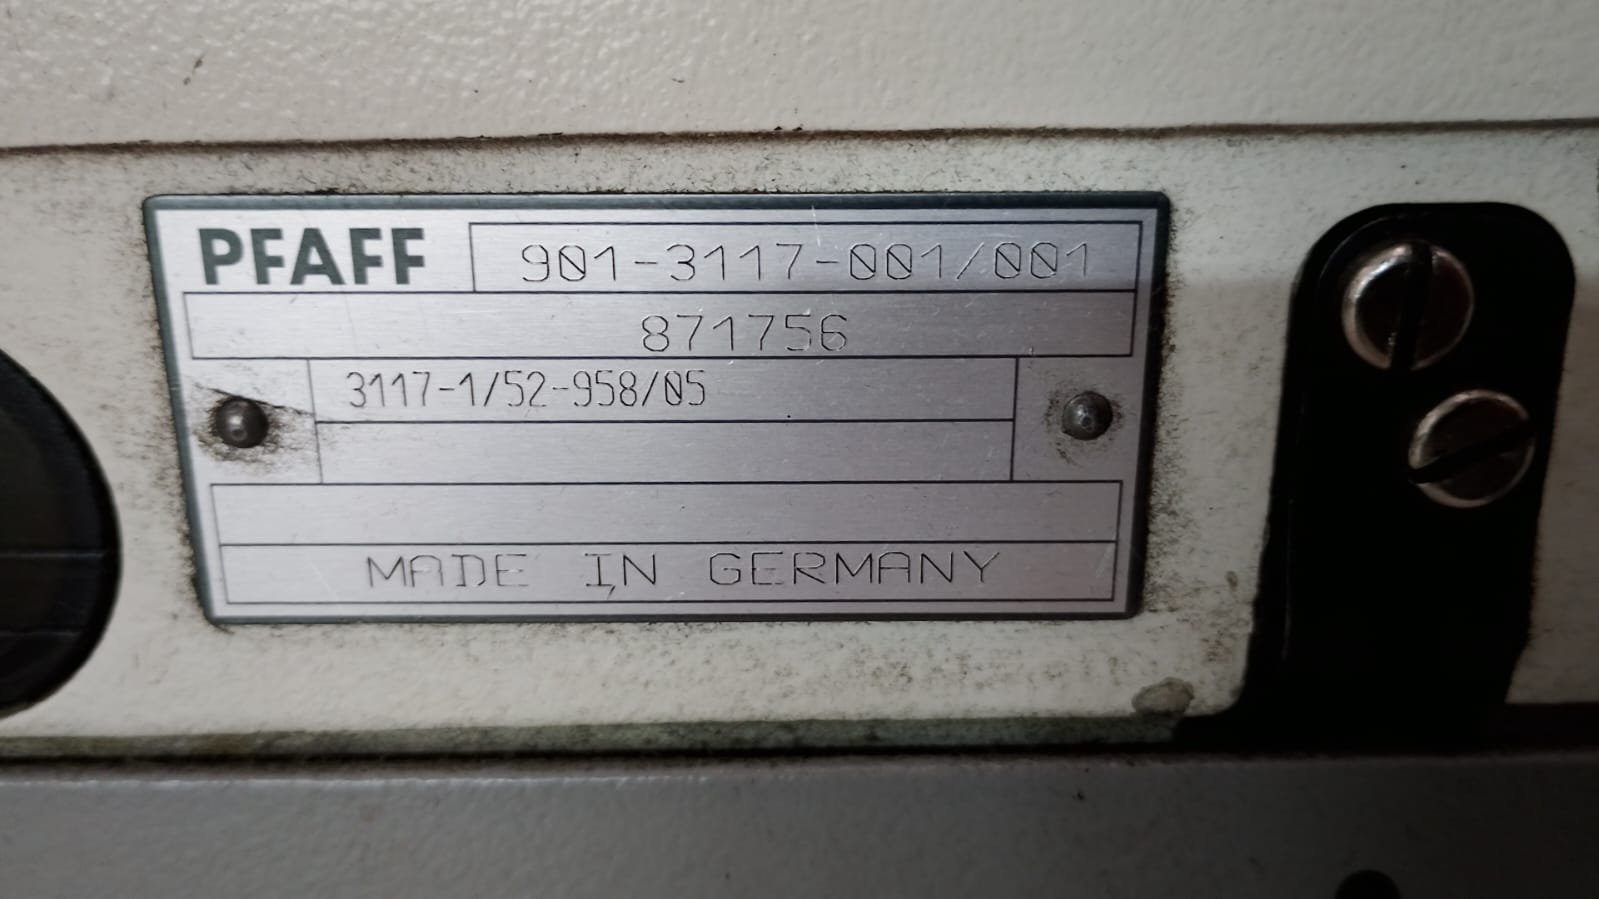 PFAFF 901-3117-001/001
871756
3117-1/52-958/05
MADE IN GERMANY